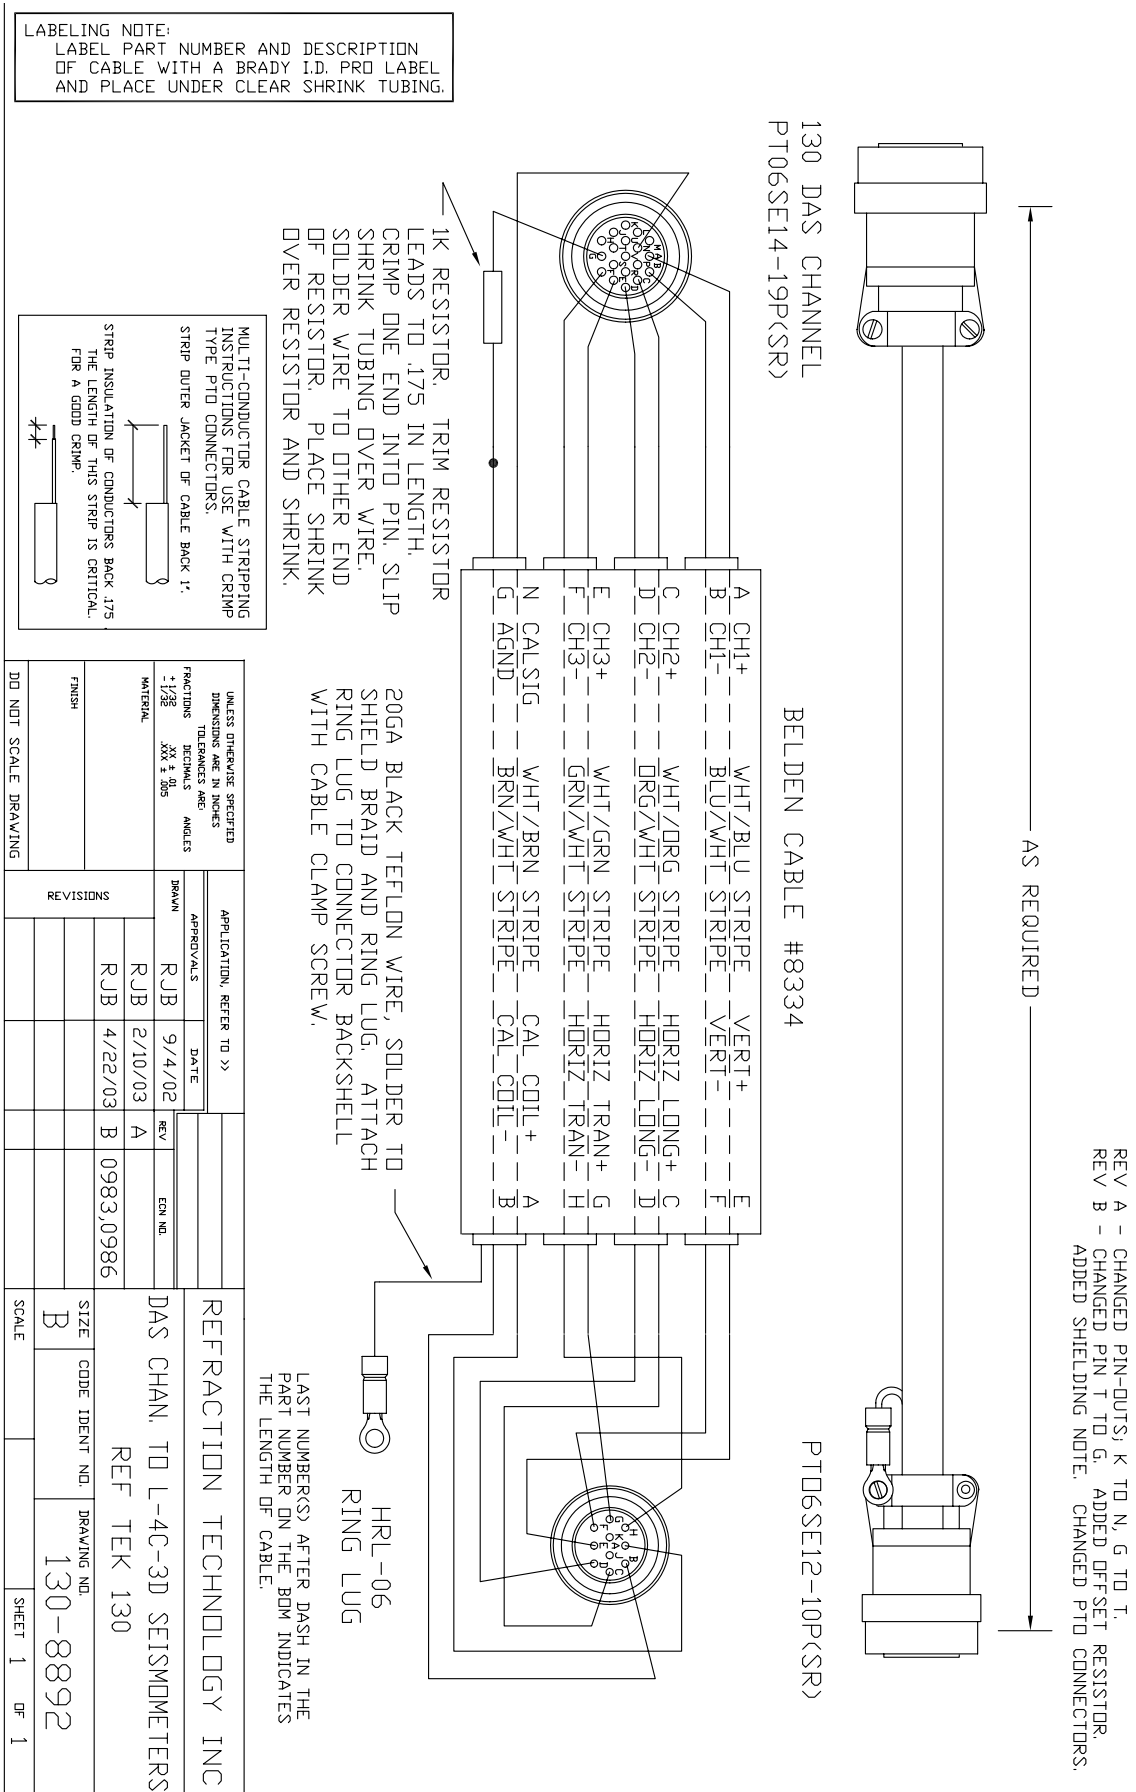 LABELING NOTE:
LABEL PART NUMBER AND DESCRIPTION
OF CABLE WITH A BRADY I.D. PRO LABEL
AND PLACE UNDER CLEAR SHRINK TUBING.
REV A - CHANGED PIN-OUTS; K TO N, G TO T.
REV B - CHANGED PIN T TO G. ADDED OFFSET RESISTOR.
ADDED SHIELDING NOTE. CHANGED PTO CONNECTORS.
AS REQUIRED
130 DAS CHANNEL
PT06SE14-19P(SR)
BELDEN CABLE #8334
PT06SE12-10P(SR)
A CH1+ WHT/BLU STRIPE VERT+ E
B CH1- BLU/WHT STRIPE VERT- F
C CH2+ WHT/ORG STRIPE HORIZ LONG+ C
D CH2- ORG/WHT STRIPE HORIZ LONG- D
E CH3+ WHT/GRN STRIPE HORIZ TRAN+ G
F CH3- GRN/WHT STRIPE HORIZ TRAN- H
N CALSIG WHT/BRN STRIPE CAL COIL+ A
G AGND BRN/WHT STRIPE CAL COIL- B
M A B
L N P C
K U V R D
J T S E
H F
G
H B
G K A J C
F E D
1K RESISTOR. TRIM RESISTOR
LEADS TO .175 IN LENGTH.
CRIMP ONE END INTO PIN. SLIP
SHRINK TUBING OVER WIRE.
SOLDER WIRE TO OTHER END
OF RESISTOR. PLACE SHRINK
OVER RESISTOR AND SHRINK.
20GA BLACK TEFLON WIRE, SOLDER TO
SHIELD BRAID AND RING LUG. ATTACH
RING LUG TO CONNECTOR BACKSHELL
WITH CABLE CLAMP SCREW.
HRL-06
RING LUG
LAST NUMBER(S) AFTER DASH IN THE
PART NUMBER ON THE BOM INDICATES
THE LENGTH OF CABLE.
MULTI-CONDUCTOR CABLE STRIPPING
INSTRUCTIONS FOR USE WITH CRIMP
TYPE PTO CONNECTORS.
STRIP OUTER JACKET OF CABLE BACK 1".
STRIP INSULATION OF CONDUCTORS BACK .175
THE LENGTH OF THIS STRIP IS CRITICAL.
FOR A GOOD CRIMP.
UNLESS OTHERWISE SPECIFIED
DIMENSIONS ARE IN INCHES
TOLERANCES ARE:
FRACTIONS DECIMALS ANGLES
+ 1/32 .XX ± .01
- 1/32 .XXX ± .005
MATERIAL
FINISH
DO NOT SCALE DRAWING
APPLICATION, REFER TO >>
APPROVALS DATE
DRAWN RJB 9/4/02 REV ECN NO.
REVISIONS
RJB 2/10/03 A
RJB 4/22/03 B 0983,0986
REFRACTION TECHNOLOGY INC
DAS CHAN. TO L-4C-3D SEISMOMETERS
REF TEK 130
SIZE CODE IDENT NO. DRAWING NO.
B 130-8892
SCALE SHEET 1 OF 1